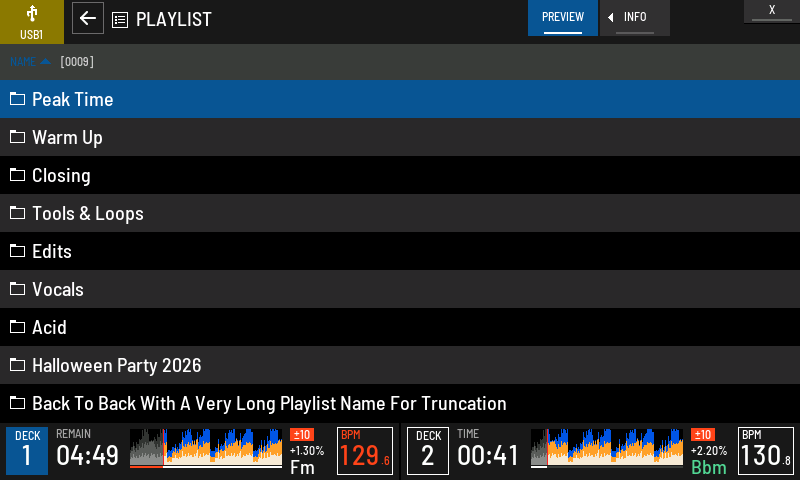 USB1
PLAYLIST
PREVIEW
INFO
X
NAME [0009]
Peak Time
Warm Up
Closing
Tools & Loops
Edits
Vocals
Acid
Halloween Party 2026
Back To Back With A Very Long Playlist Name For Truncation
DECK 1
REMAIN
04:49
±10
+1.30%
Fm
BPM
129.6
DECK 2
TIME
00:41
±10
+2.20%
Bbm
BPM
130.8